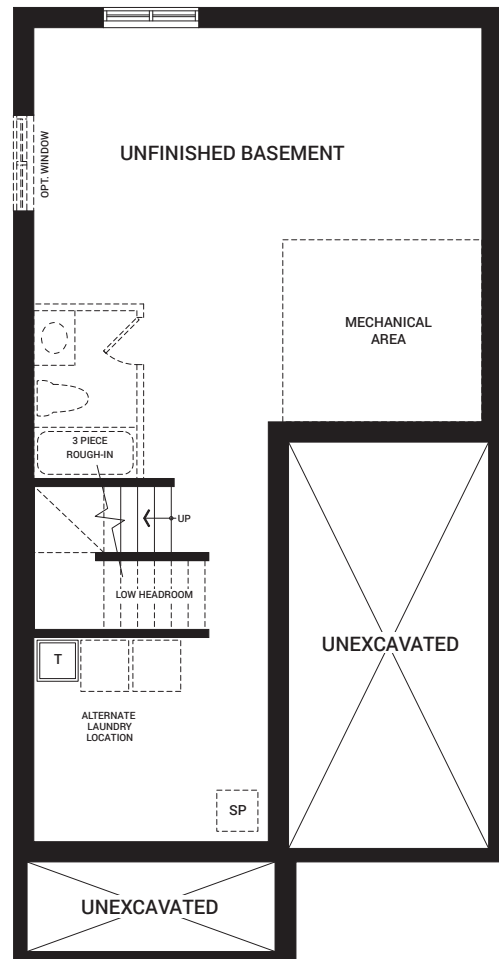 UNFINISHED BASEMENT
OPT. WINDOW
MECHANICAL
AREA
3 PIECE
ROUGH-IN
UP
LOW HEADROOM
UNEXCAVATED
T
ALTERNATE
LAUNDRY
LOCATION
SP
UNEXCAVATED